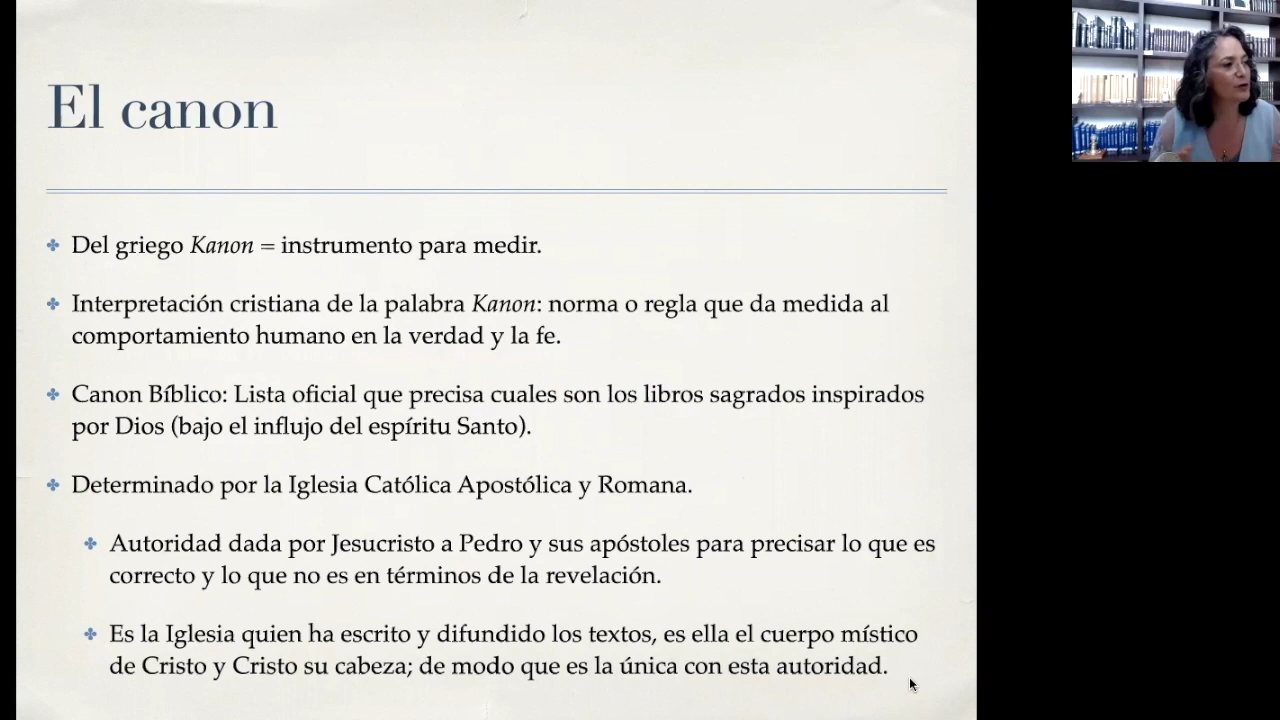 El canon
Del griego Kanon = instrumento para medir.
Interpretación cristiana de la palabra Kanon: norma o regla que da medida al
comportamiento humano en la verdad y la fe.
Canon Bíblico: Lista oficial que precisa cuales son los libros sagrados inspirados
por Dios (bajo el influjo del espíritu Santo).
Determinado por la Iglesia Católica Apostólica y Romana.
Autoridad dada por Jesucristo a Pedro y sus apóstoles para precisar lo que es
correcto y lo que no es en términos de la revelación.
Es la Iglesia quien ha escrito y difundido los textos, es ella el cuerpo místico
de Cristo y Cristo su cabeza; de modo que es la única con esta autoridad.